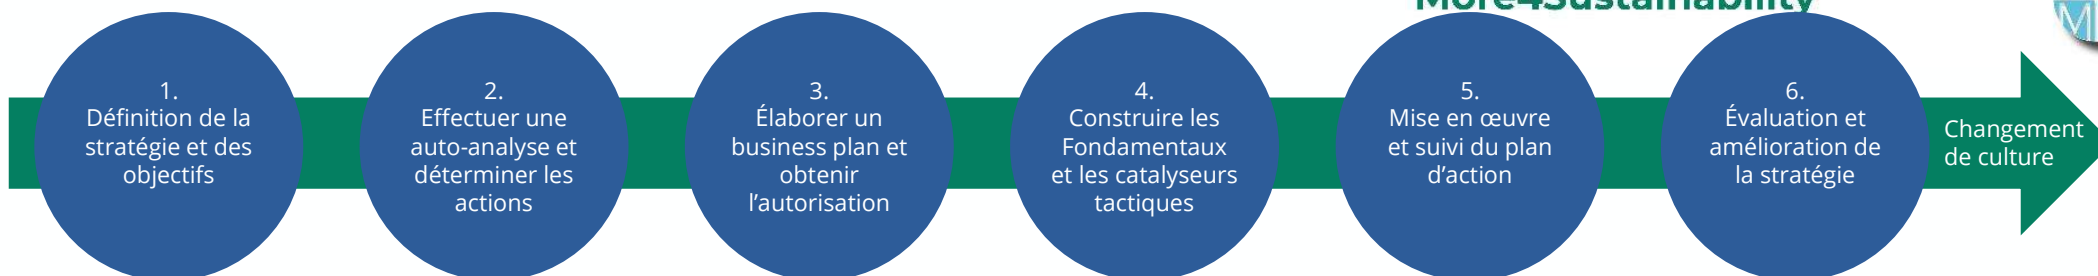 More4Sustainability
1.
Définition de la
stratégie et des
objectifs
2.
Effectuer une
auto-analyse et
déterminer les
actions
3.
Élaborer un
business plan et
obtenir
l’autorisation
4.
Construire les
Fondamentaux
et les catalyseurs
tactiques
5.
Mise en œuvre
et suivi du plan
d’action
6.
Évaluation et
amélioration de
la stratégie
Changement
de culture